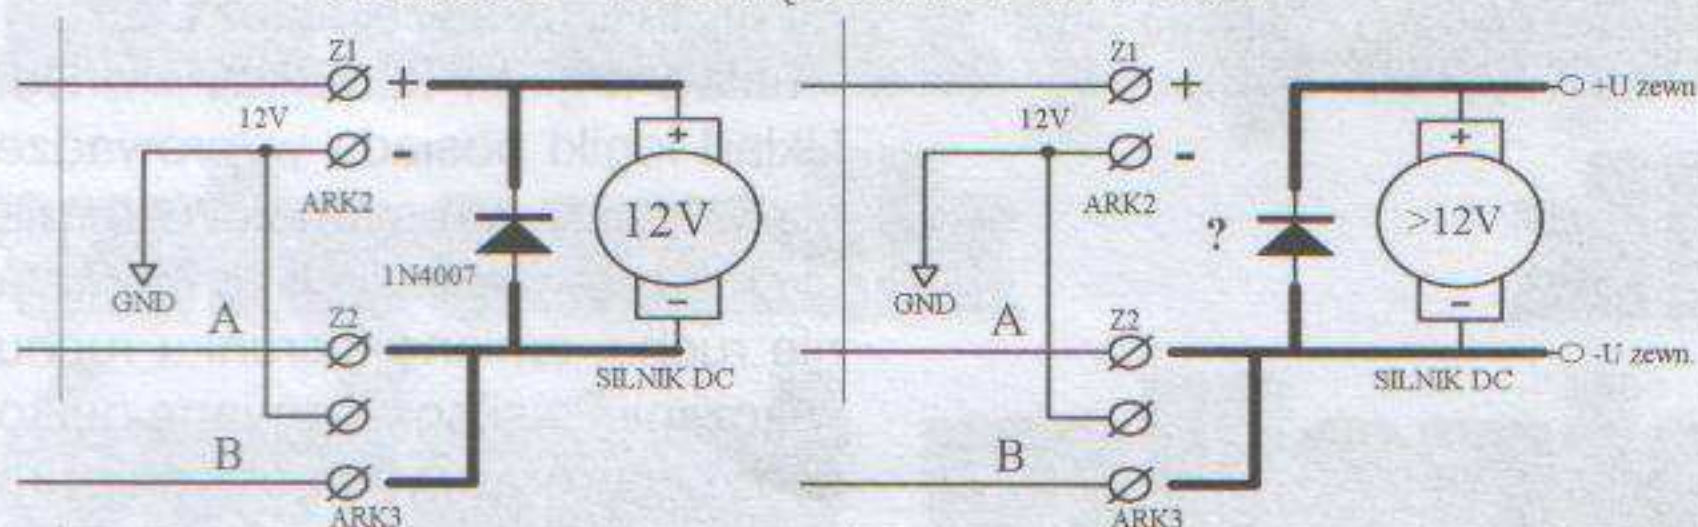 Z1
+
12V
-
ARK2
1N4007
GND
A
Z2
B
ARK3
+
12V
-
SILNIK DC
Z1
+
12V
-
ARK2
?
GND
A
Z2
B
ARK3
+
>12V
-
SILNIK DC
+U zewn.
-U zewn.